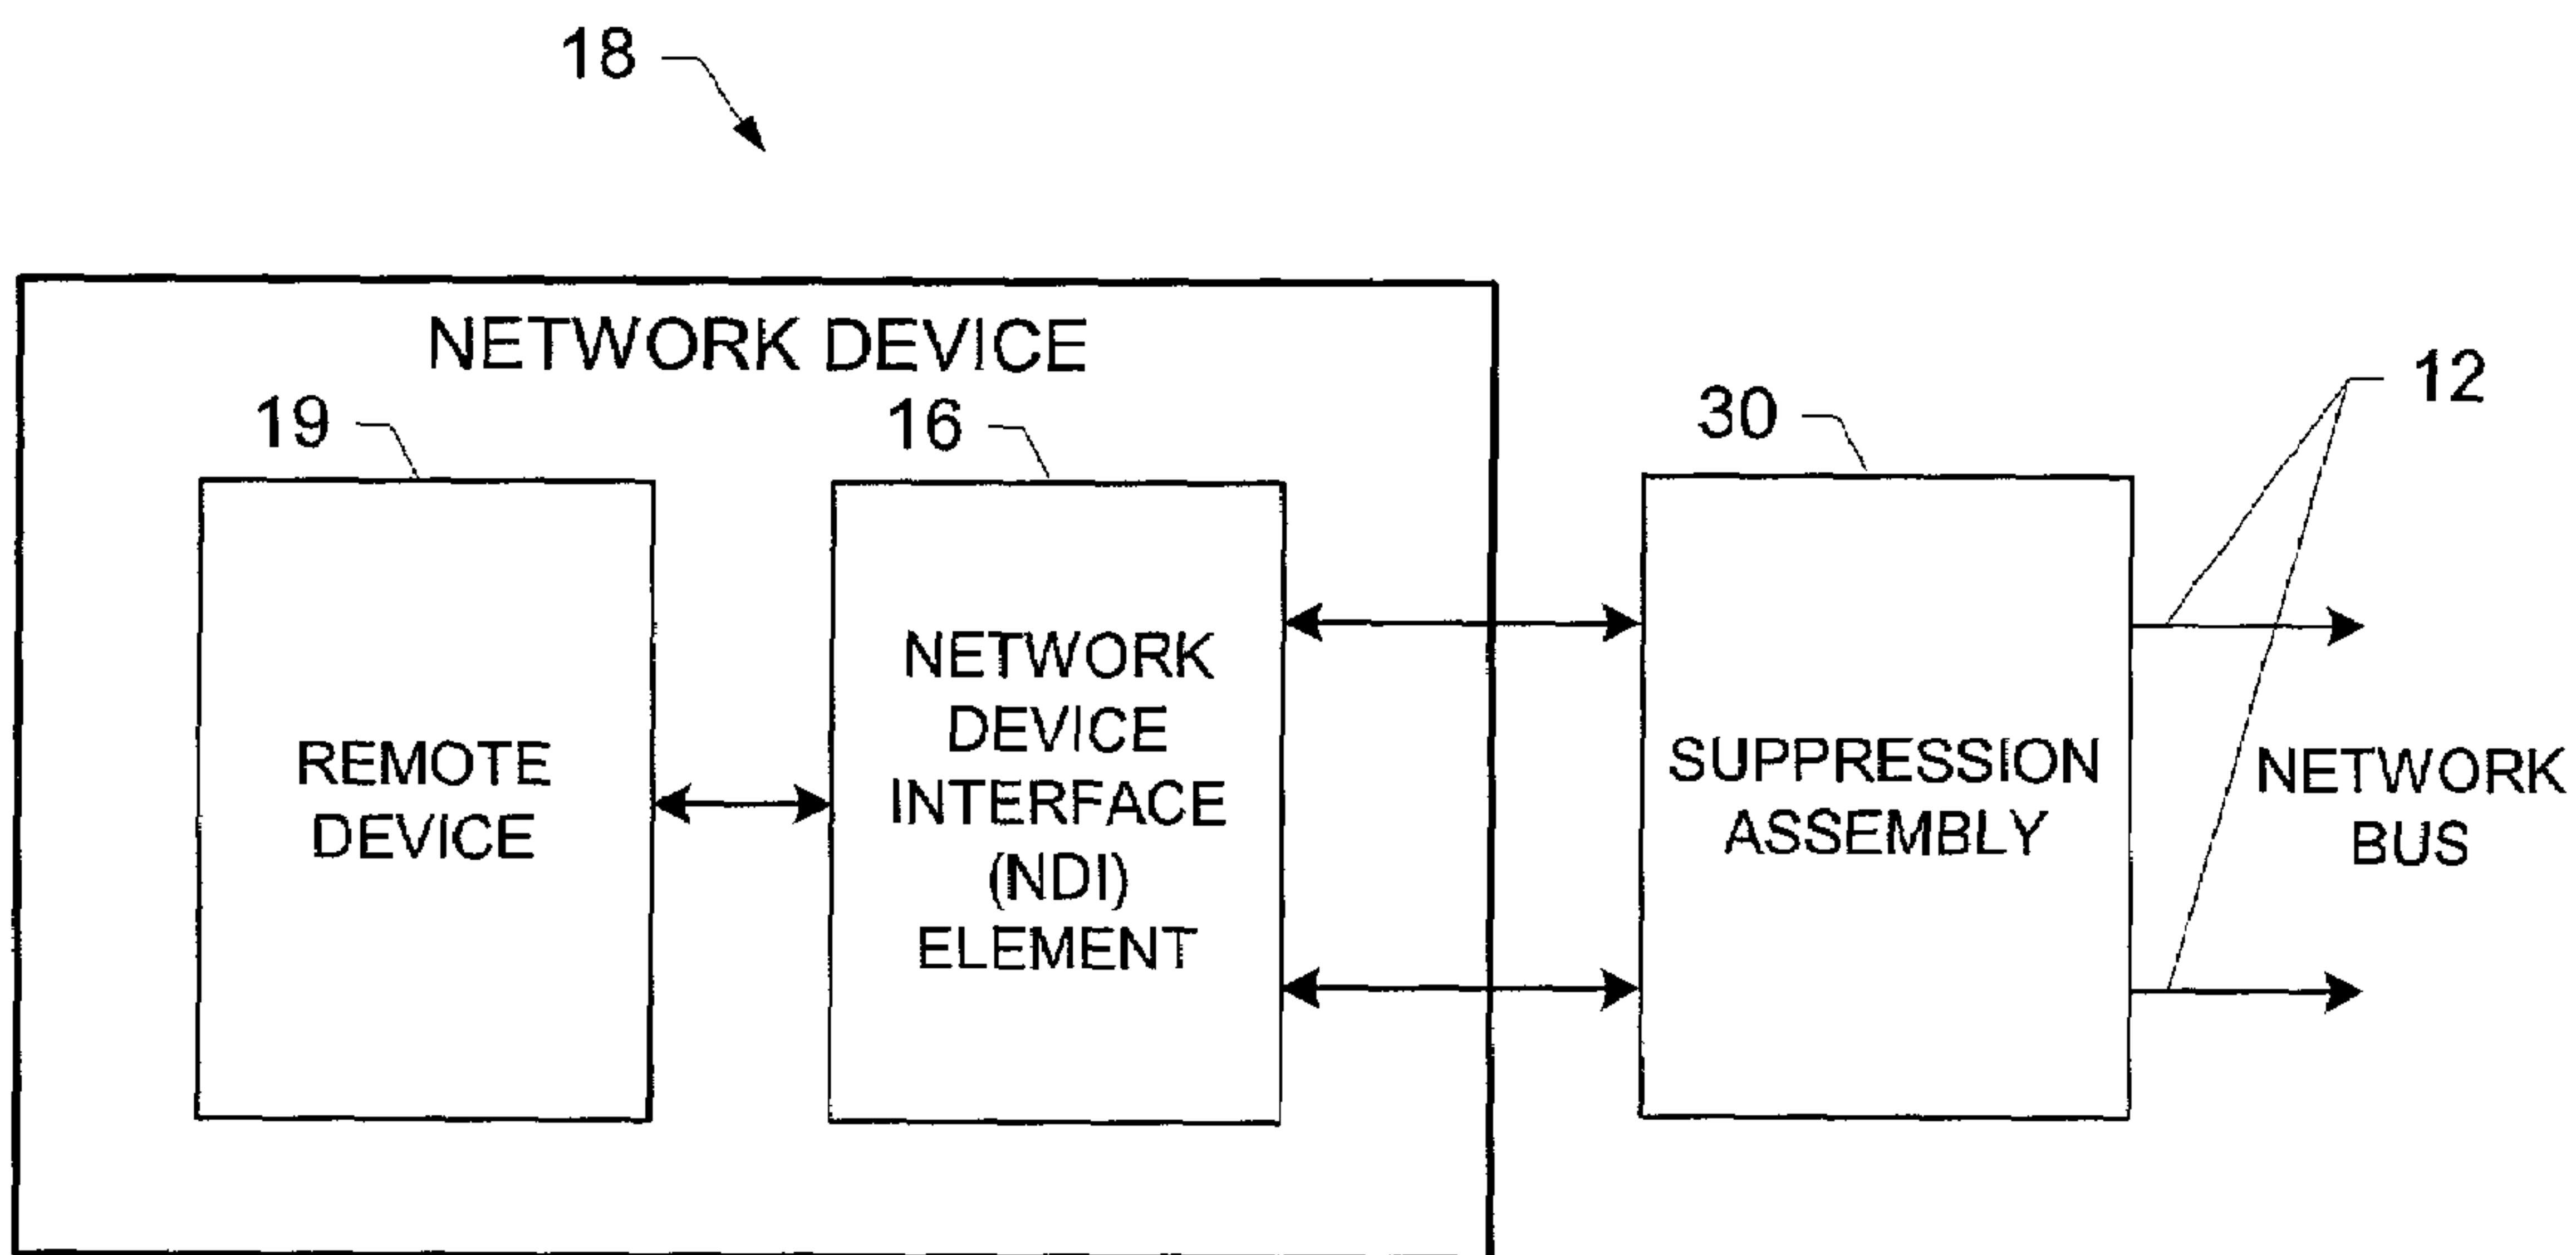 18
NETWORK DEVICE
19
16
30
12
REMOTE
DEVICE
NETWORK
DEVICE
INTERFACE
(NDI)
ELEMENT
SUPPRESSION
ASSEMBLY
NETWORK
BUS